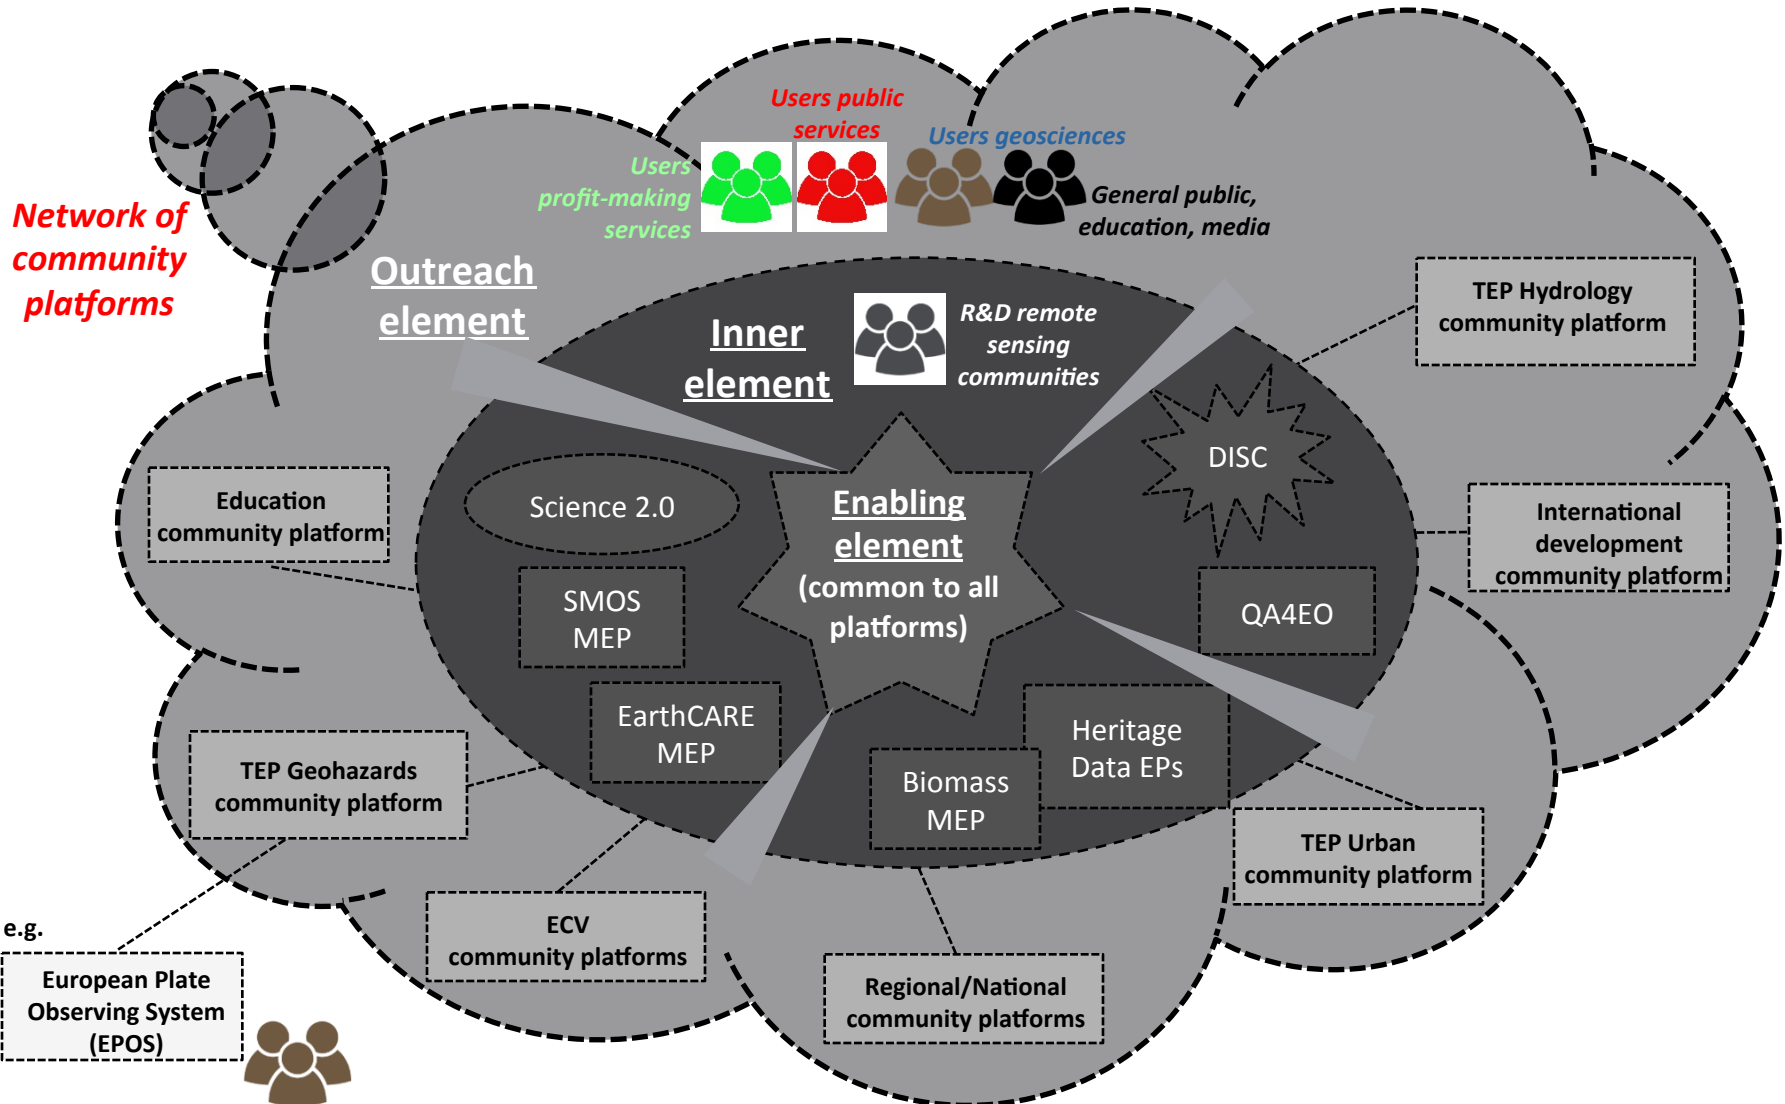 Network of
community
platforms
Users public
services
Users
profit-making
services
Users geosciences
General public,
education, media
Outreach
element
Inner
element
R&D remote
sensing
communities
TEP Hydrology
community platform
DISC
Education
community platform
Science 2.0
Enabling
element
(common to all
platforms)
International
development
community platform
SMOS
MEP
QA4EO
EarthCARE
MEP
Heritage
Data EPs
Biomass
MEP
TEP Geohazards
community platform
TEP Urban
community platform
ECV
community platforms
Regional/National
community platforms
e.g.
European Plate
Observing System
(EPOS)